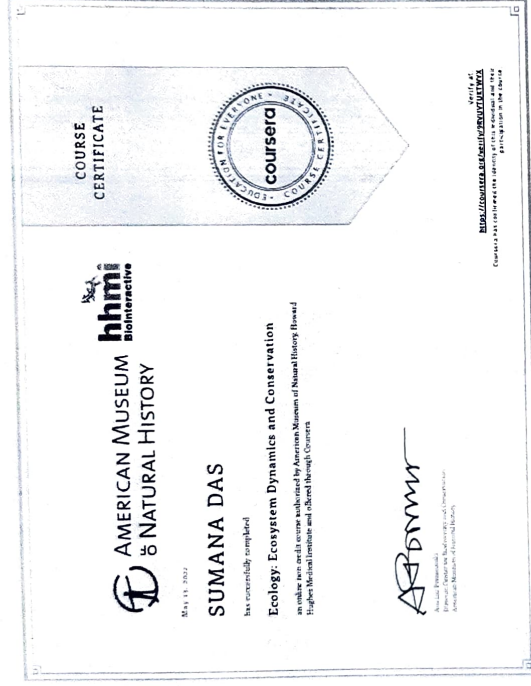 AMERICAN MUSEUM
OF NATURAL HISTORY
hhmi
BioInteractive
COURSE
CERTIFICATE
EDUCATION FOR EVERYONE
coursera
COURSE CERTIFICATE
2022
SUMANA DAS
has successfully completed
Ecology: Ecosystem Dynamics and Conservation
an online non credit course authorized by American Museum of Natural History, Howard
Hughes Medical Institute and offered through Coursera
American Museum of Natural History
Verify at
Coursera has confirmed the identity of this individual and their
participation in the course